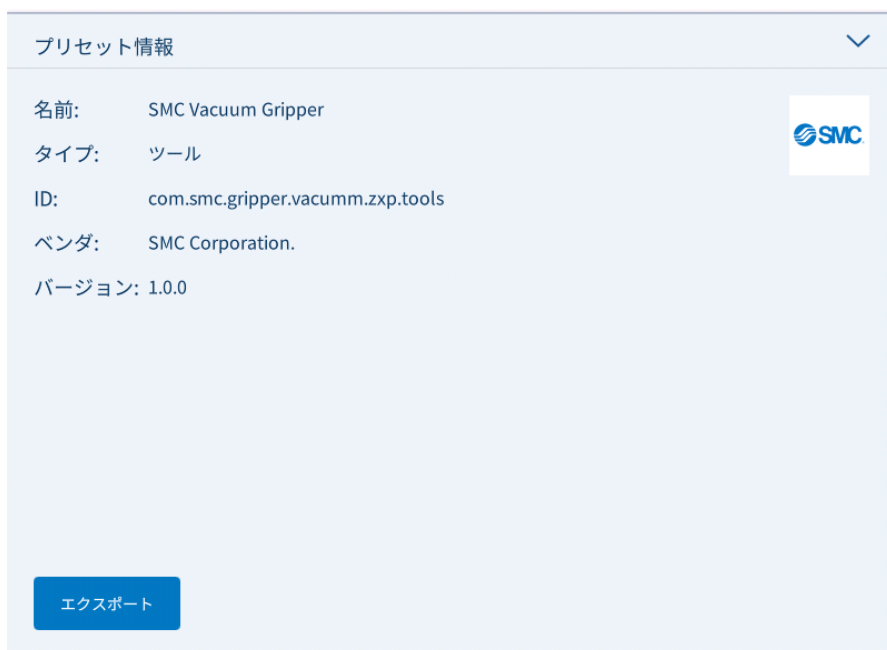 プリセット情報
名前: SMC Vacuum Gripper
SMC
タイプ: ツール
ID: com.smc.gripper.vacumm.zxp.tools
ベンダ: SMC Corporation.
バージョン: 1.0.0
エクスポート